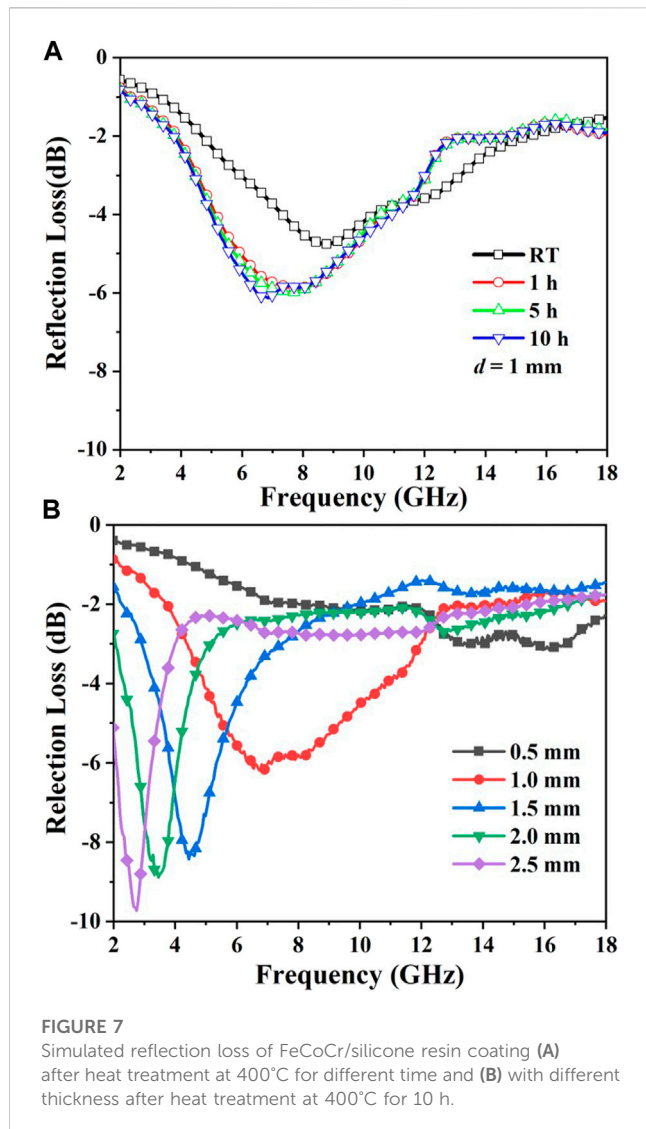 A
0
-2
-4
-6
-8
-10
Reflection Loss(dB)
RT
1 h
5 h
10 h
d = 1 mm
2 4 6 8 10 12 14 16 18
Frequency (GHz)
B
0
-2
-4
-6
-8
-10
Relection Loss (dB)
0.5 mm
1.0 mm
1.5 mm
2.0 mm
2.5 mm
2 4 6 8 10 12 14 16 18
Frequency (GHz)
FIGURE 7
Simulated reflection loss of FeCoCr/silicone resin coating (A)
after heat treatment at 400°C for different time and (B) with different
thickness after heat treatment at 400°C for 10 h.